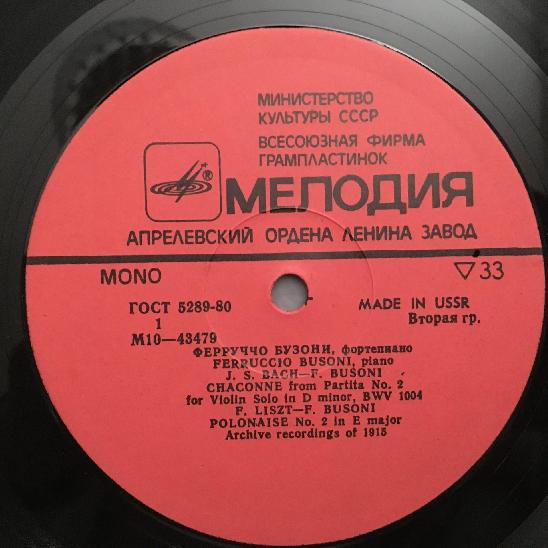 МИНИСТЕРСТВО
КУЛЬТУРЫ СССР
ВСЕСОЮЗНАЯ ФИРМА
ГРАМПЛАСТИНОК
®
МЕЛОДИЯ
АПРЕЛЕВСКИЙ ОРДЕНА ЛЕНИНА ЗАВОД
MONO
▽33
ГОСТ 5289-80
MADE IN USSR
1
Вторая гр.
М10—43479
ФЕРРУЧЧО БУЗОНИ, фортепиано
FERRUCCIO BUSONI, piano
J. S. BACH—F. BUSONI
CHACONNE from Partita No. 2
for Violin Solo in D minor, BWV 1004
F. LISZT—F. BUSONI
POLONAISE No. 2 in E major
Archive recordings of 1915